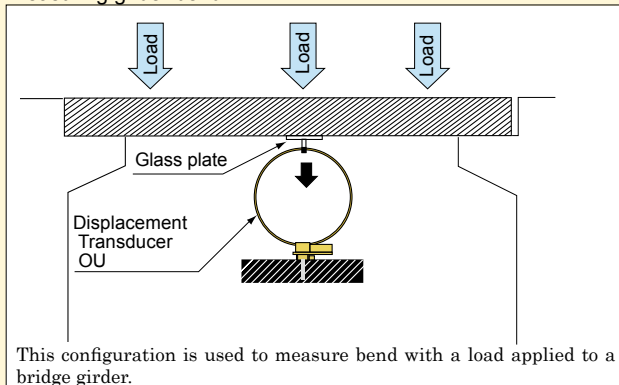 Load
Load
Load
Glass plate
Displacement
Transducer
OU
This configuration is used to measure bend with a load applied to a
bridge girder.